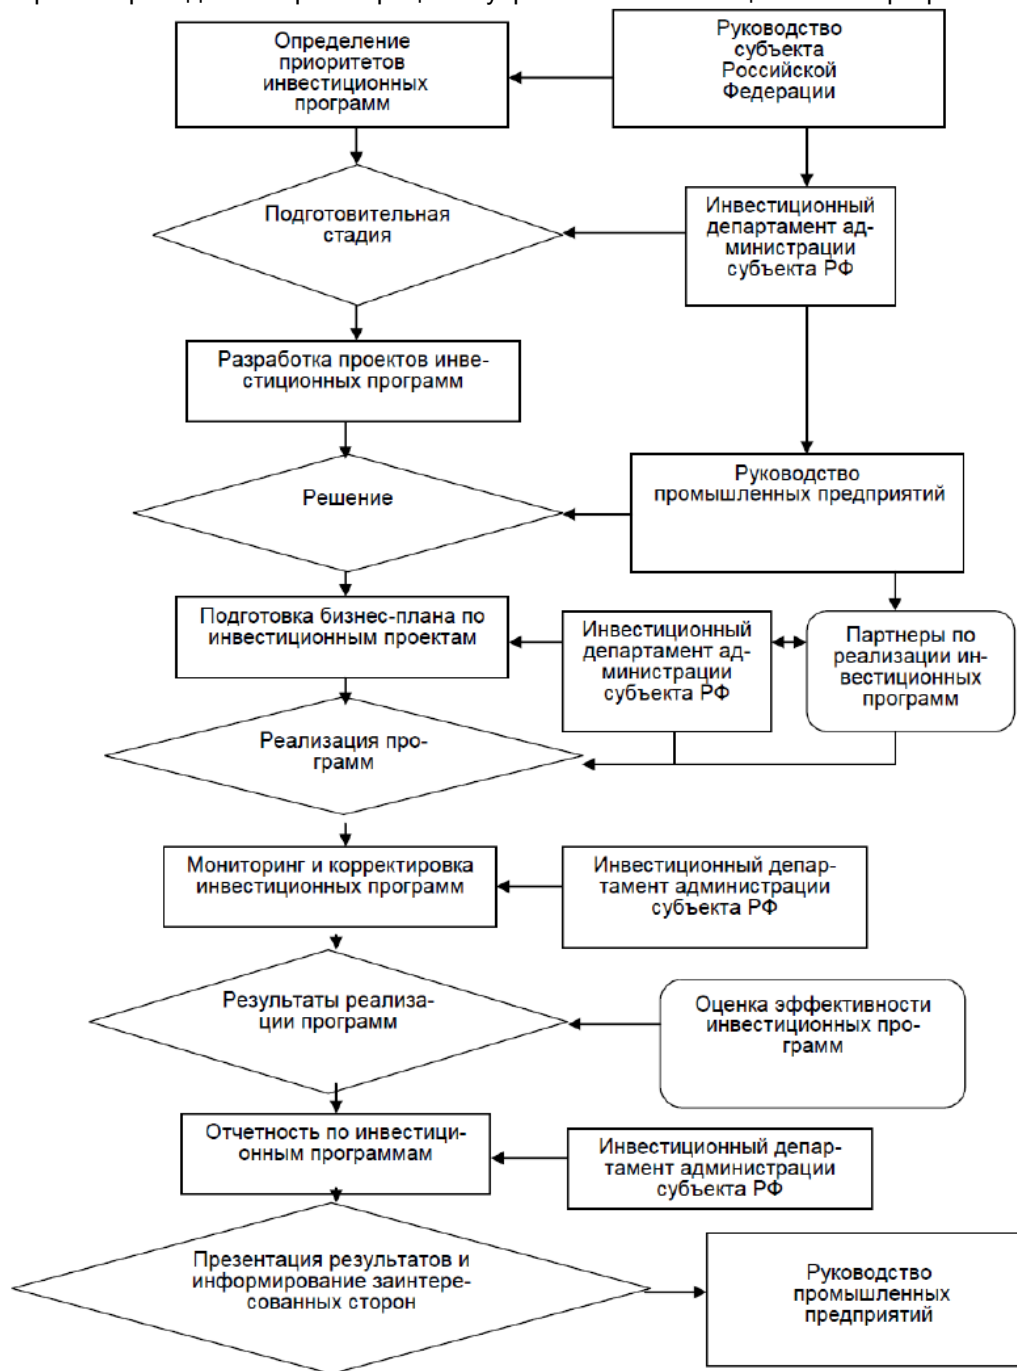 Определение
приоритетов
инвестиционных
программ
Руководство
субъекта
Российской
Федерации
Подготовительная
стадия
Инвестиционный
департамент ад-
министрации
субъекта РФ
Разработка проектов инве-
стиционных программ
Решение
Руководство
промышленных предприятий
Подготовка бизнес-плана по
инвестиционным проектам
Инвестиционный
департамент ад-
министрации
субъекта РФ
Партнеры по
реализации ин-
вестиционных
программ
Реализация про-
грамм
Мониторинг и корректировка
инвестиционных программ
Инвестиционный депар-
тамент администрации
субъекта РФ
Результаты реализа-
ции программ
Оценка эффективности
инвестиционных про-
грамм
Отчетность по инвестици-
онным программам
Инвестиционный депар-
тамент администрации
субъекта РФ
Презентация результатов и
информирование заинтере-
сованных сторон
Руководство
промышленных
предприятий